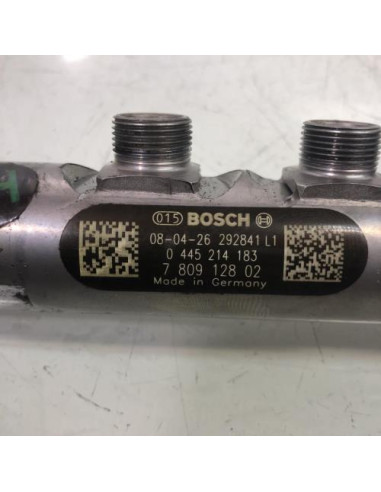 015 BOSCH
08-04-26 292841 L1
0 445 214 183
7 809 128 02
Made in Germany